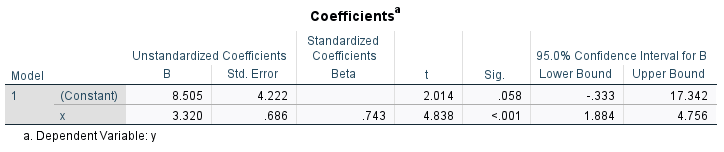 Coefficientsa
Unstandardized Coefficients Standardized Coefficients 95.0% Confidence Interval for B
Model B Std. Error Beta t Sig. Lower Bound Upper Bound
1 (Constant) 8.505 4.222 2.014 .058 -.333 17.342
x 3.320 .686 .743 4.838 <.001 1.884 4.756
a. Dependent Variable: y